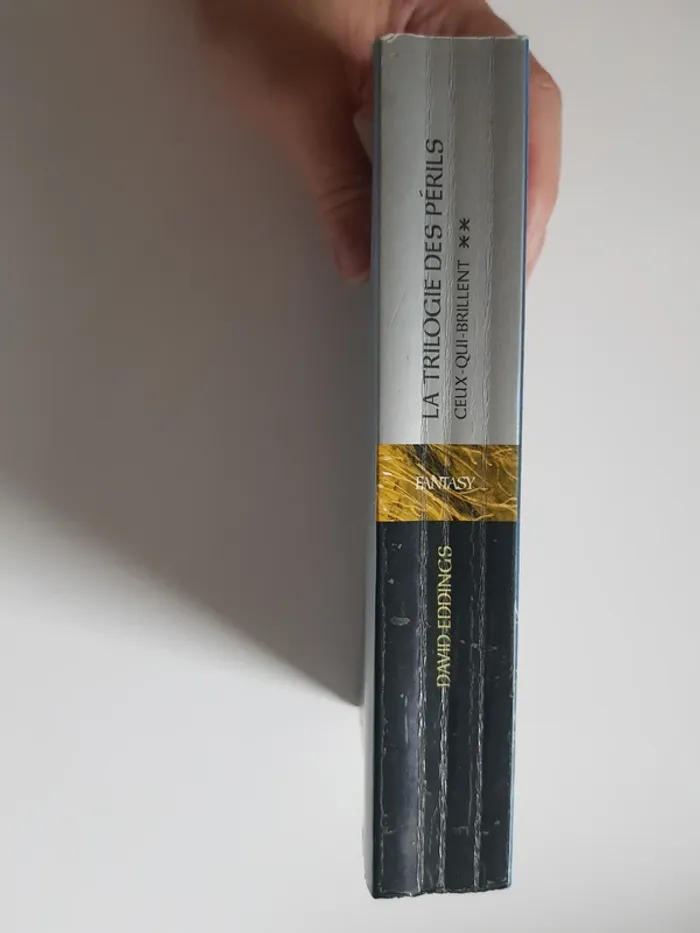 LA TRILOGIE DES PÉRILS
CEUX-QUI-BRILLENT **
FANTASY
DAVID EDDINGS